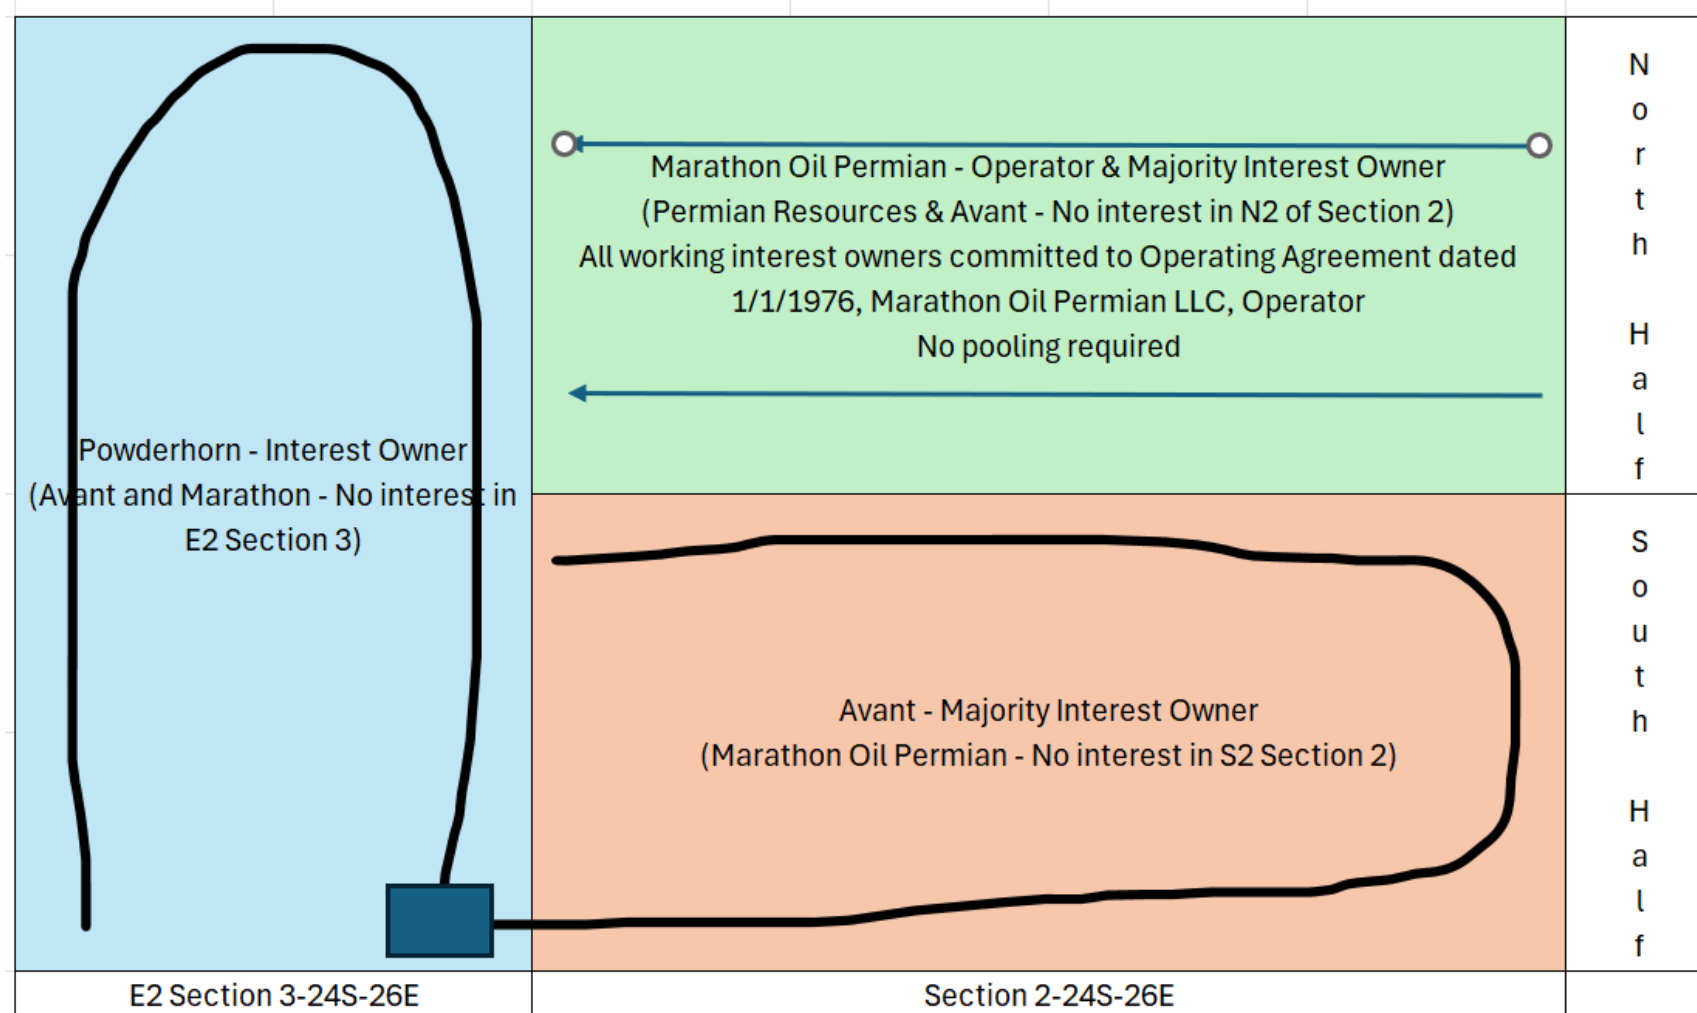 Marathon Oil Permian - Operator & Majority Interest Owner
(Permian Resources & Avant - No interest in N2 of Section 2)
All working interest owners committed to Operating Agreement dated
1/1/1976, Marathon Oil Permian LLC, Operator
No pooling required
North Half
Powderhorn - Interest Owner
(Avant and Marathon - No interest in
E2 Section 3)
Avant - Majority Interest Owner
(Marathon Oil Permian - No interest in S2 Section 2)
South Half
E2 Section 3-24S-26E
Section 2-24S-26E